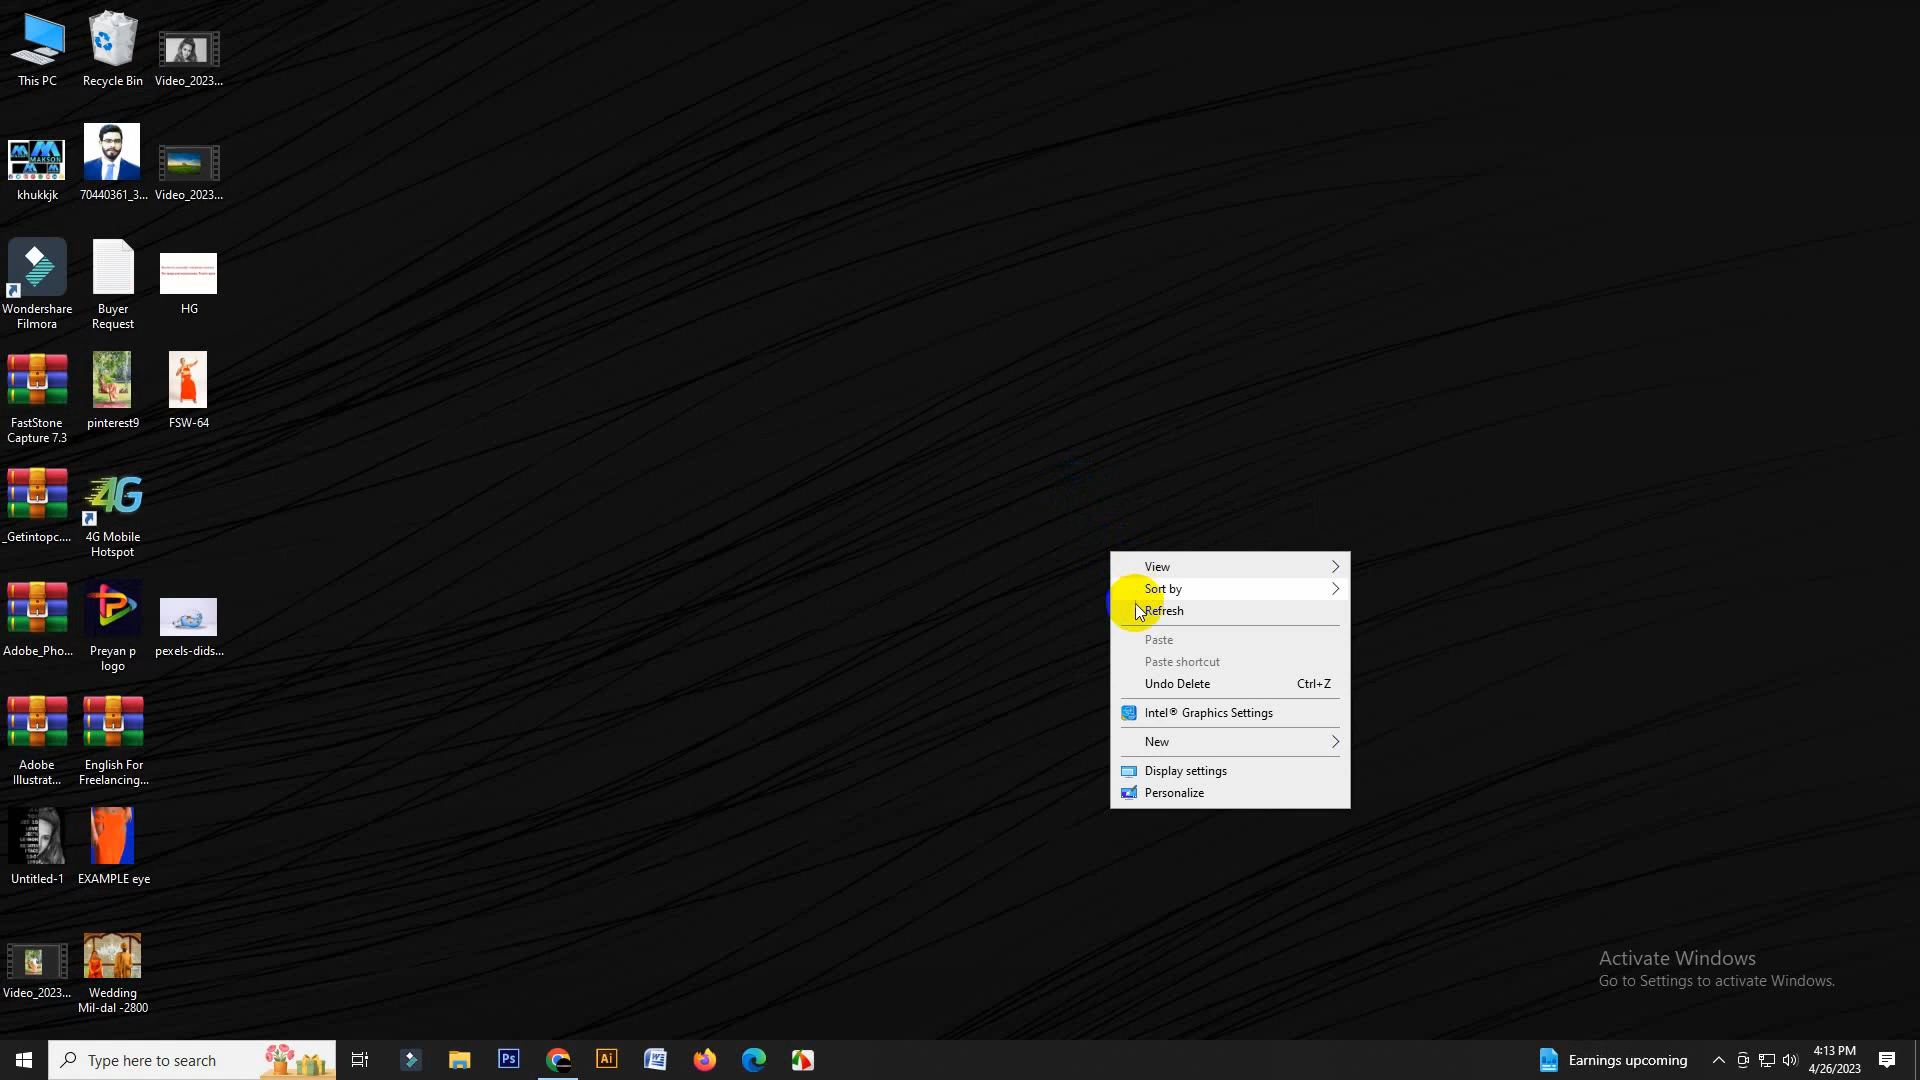 This PC
Recycle Bin
Video_2023...
khukkjk
70440361_3...
Video_2023...
Wondershare
Filmora
Buyer
Request
HG
FastStone
Capture 7.3
pinterest9
FSW-64
_Getintopc....
4G Mobile
Hotspot
Adobe_Pho...
Preyan p
logo
pexels-dids...
Adobe
Illustrat...
English For
Freelancing...
Untitled-1
EXAMPLE eye
Video_2023...
Wedding
Mil-dal -2800
View
Sort by
Refresh
Paste
Paste shortcut
Undo Delete Ctrl+Z
Intel® Graphics Settings
New
Display settings
Personalize
Activate Windows
Go to Settings to activate Windows.
Type here to search
Ps
Ai
Earnings upcoming
4:13 PM
4/26/2023